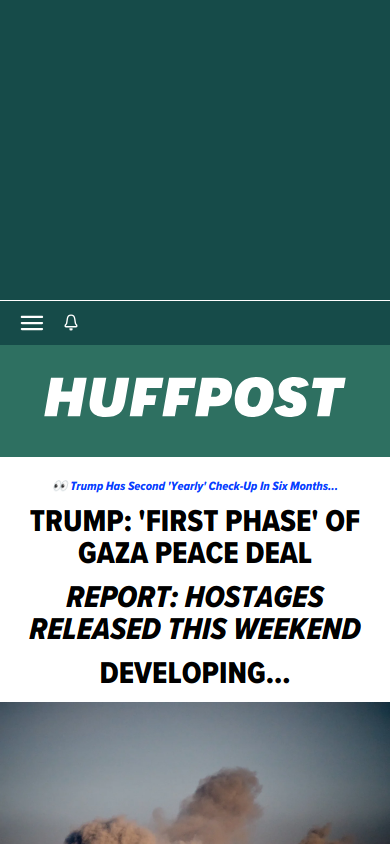 HUFFPOST
👀 Trump Has Second 'Yearly' Check-Up In Six Months...
TRUMP: 'FIRST PHASE' OF
GAZA PEACE DEAL
REPORT: HOSTAGES
RELEASED THIS WEEKEND
DEVELOPING...